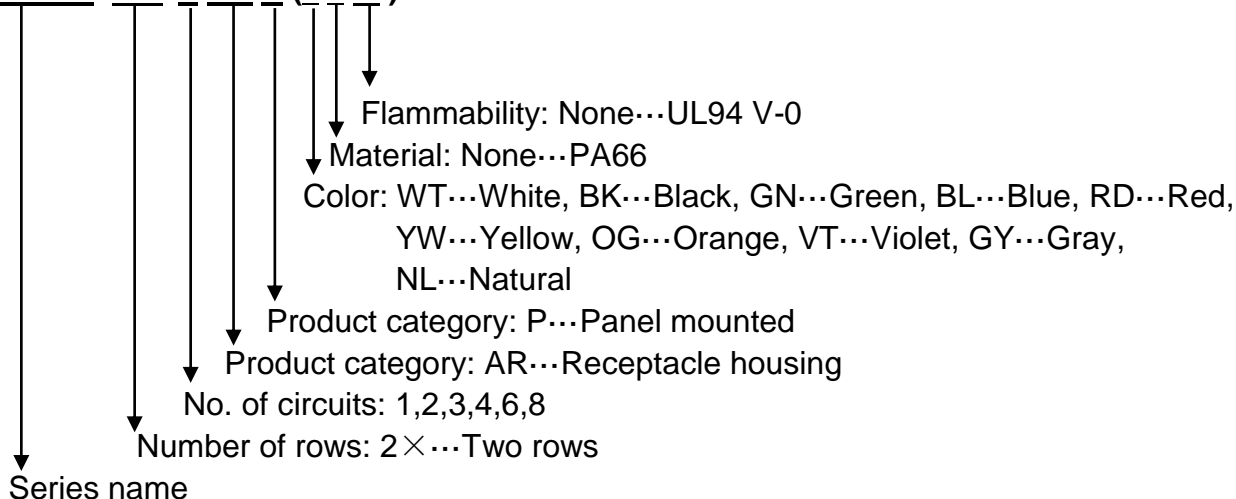 Flammability: None···UL94 V-0
Material: None···PA66
Color: WT···White, BK···Black, GN···Green, BL···Blue, RD···Red,
YW···Yellow, OG···Orange, VT···Violet, GY···Gray,
NL···Natural
Product category: P···Panel mounted
Product category: AR···Receptacle housing
No. of circuits: 1,2,3,4,6,8
Number of rows: 2×···Two rows
Series name